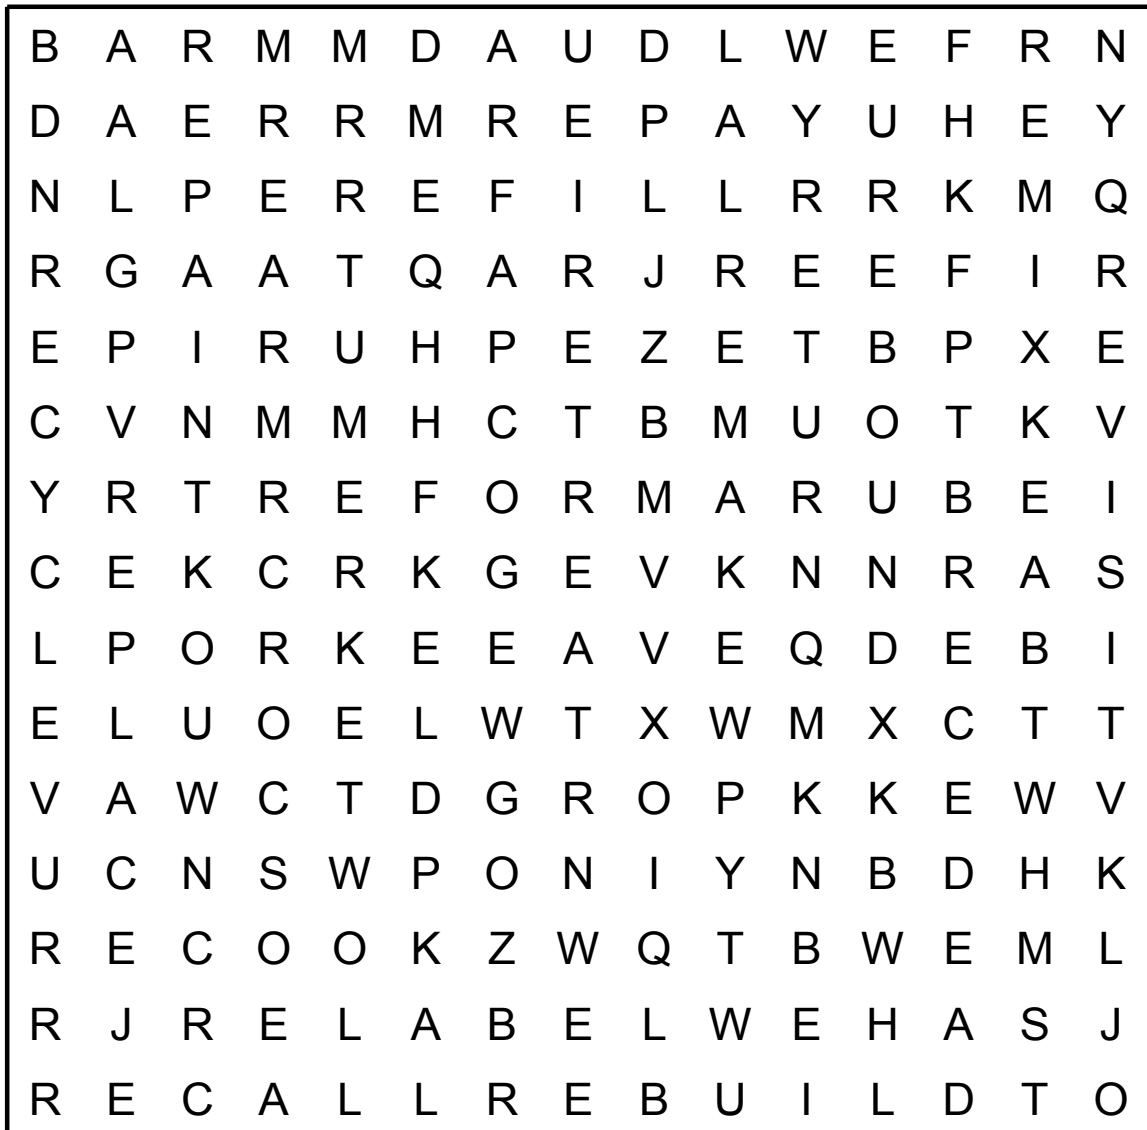 B A R M M D A U D L W E F R N
D A E R R M R E P A Y U H E Y
N L P E R E F I L L R R K M Q
R G A A T Q A R J R E E F I R
E P I R U H P E Z E T B P X E
C V N M M H C T B M U O T K V
Y R T R E F O R M A R U B E I
C E K C R K G E V K N N R A S
L P O R K E E A V E Q D E B I
E L U O E L W T X W M X C T T
V A W C T D G R O P K K E W V
U C N S W P O N I Y N B D H K
R E C O O K Z W Q T B W E M L
R J R E L A B E L W E H A S J
R E C A L L R E B U I L D T O